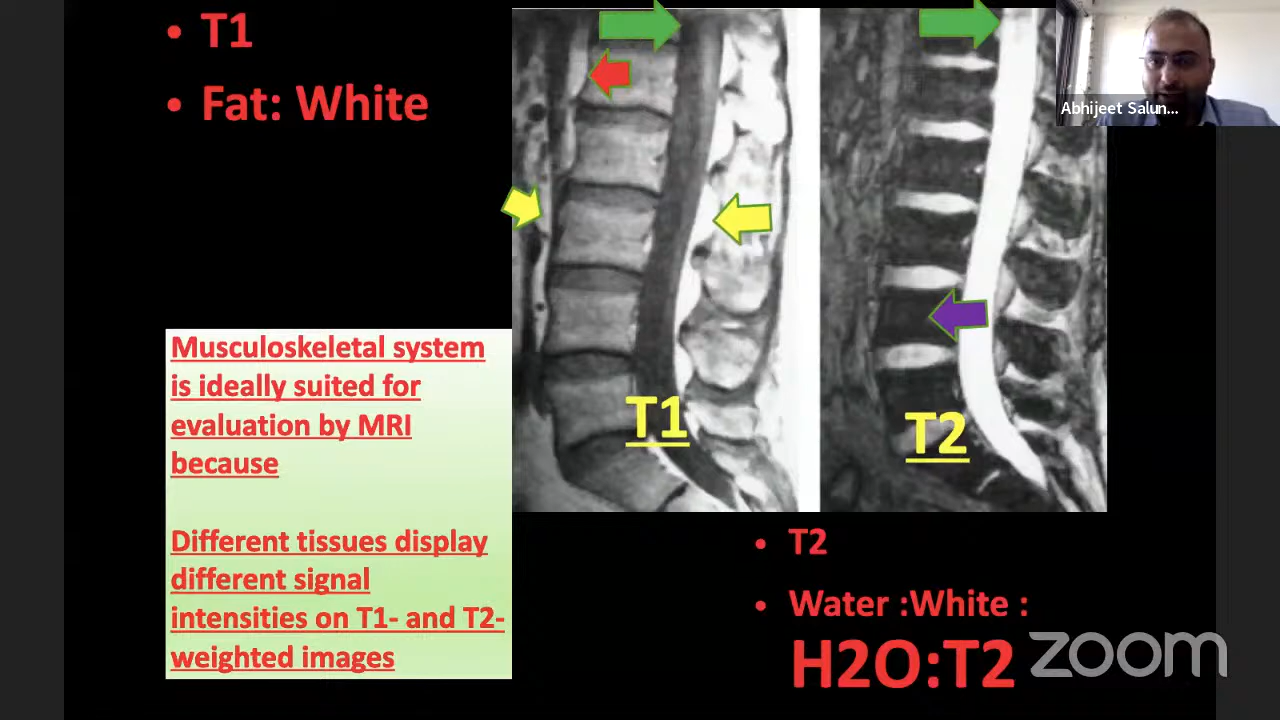 • T1
• Fat: White
Abhijeet Salun...
Musculoskeletal system
is ideally suited for
evaluation by MRI
because
Different tissues display
different signal
intensities on T1- and T2-
weighted images
T1
T2
• T2
• Water :White :
H2O:T2
zoom